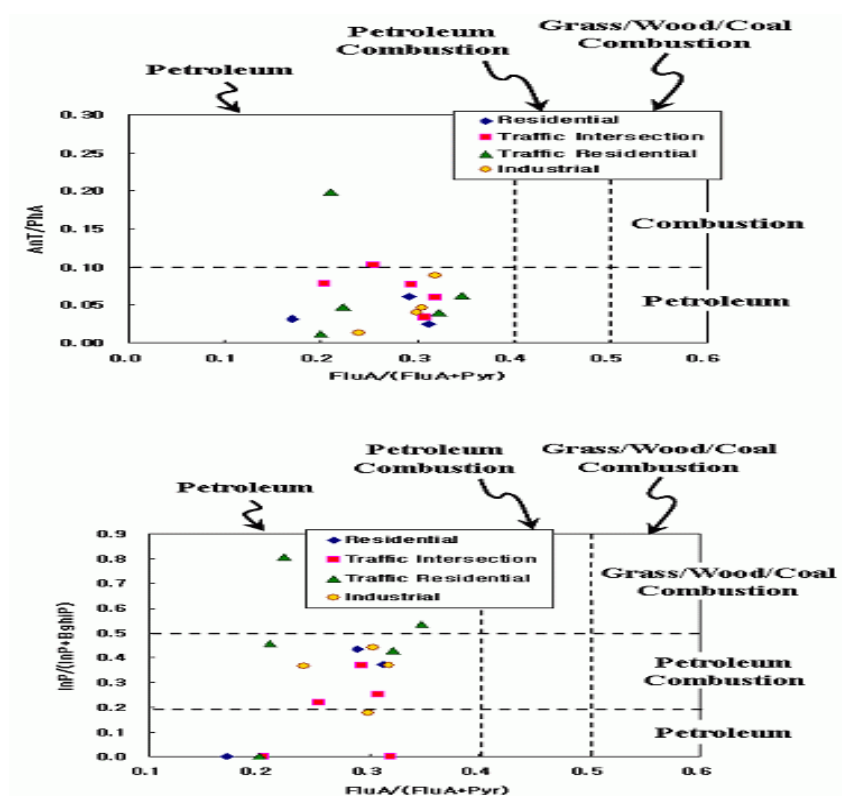 Petroleum
Petroleum
Combustion
Grass/Wood/Coal
Combustion
0.30
0.25
0.20
0.15
0.10
0.05
0.00
AnT/PhA
Residential
Traffic Intersection
Traffic Residential
Industrial
Combustion
Petroleum
0.0 0.1 0.2 0.3 0.4 0.5 0.6
FluA/(FluA+Pyr)
Petroleum
Petroleum
Combustion
Grass/Wood/Coal
Combustion
0.9
0.8
0.7
0.6
0.5
0.4
0.3
0.2
0.1
0.0
InP/(InP+BghiP)
Residential
Traffic Intersection
Traffic Residential
Industrial
Grass/Wood/Coal
Combustion
Petroleum
Combustion
Petroleum
0.1 0.2 0.3 0.4 0.5 0.6
FluA/(FluA+Pyr)